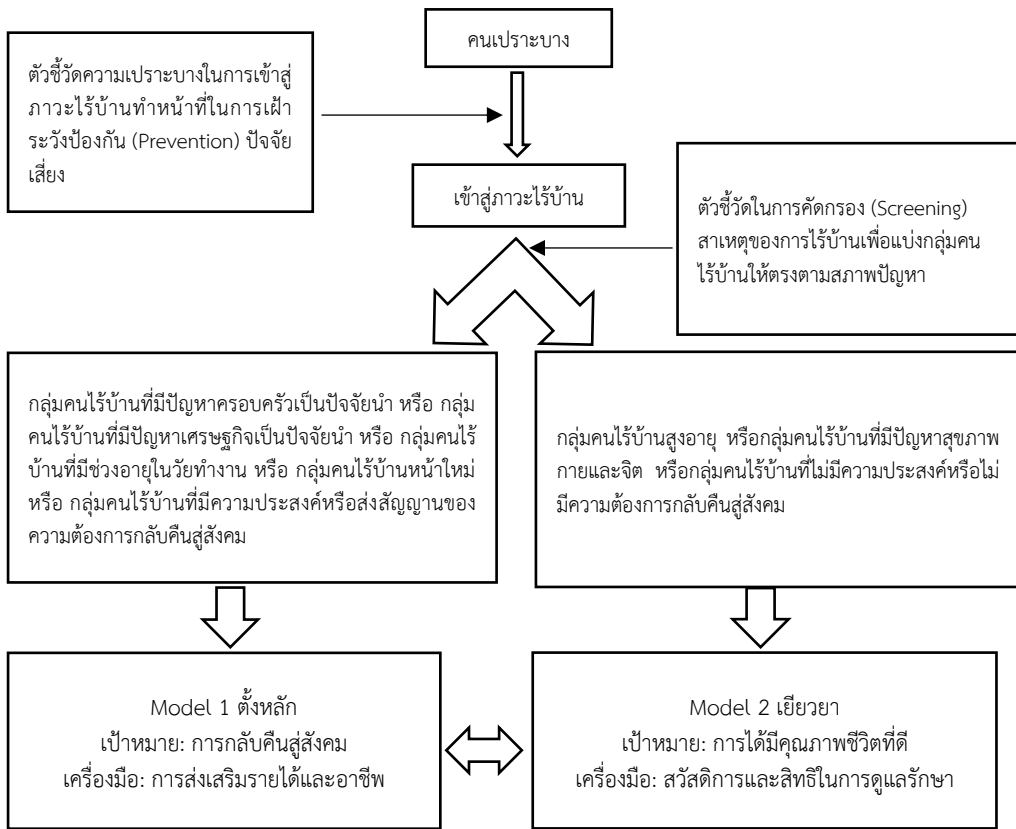 คนเปราะบาง
ตัวชี้วัดความเปราะบางในการเข้าสู่
ภาวะไร้บ้านทำหน้าที่ในการเฝ้า
ระวังป้องกัน (Prevention) ปัจจัย
เสี่ยง
เข้าสู่ภาวะไร้บ้าน
ตัวชี้วัดในการคัดกรอง (Screening)
สาเหตุของการไร้บ้านเพื่อแบ่งกลุ่มคน
ไร้บ้านให้ตรงตามสภาพปัญหา
กลุ่มคนไร้บ้านที่มีปัญหาครอบครัวเป็นปัจจัยนำ หรือ กลุ่ม
คนไร้บ้านที่มีปัญหาเศรษฐกิจเป็นปัจจัยนำ หรือ กลุ่มคนไร้
บ้านที่มีช่วงอายุในวัยทำงาน หรือ กลุ่มคนไร้บ้านหน้าใหม่
หรือ กลุ่มคนไร้บ้านที่มีความประสงค์หรือส่งสัญญานของ
ความต้องการกลับคืนสู่สังคม
กลุ่มคนไร้บ้านสูงอายุ หรือกลุ่มคนไร้บ้านที่มีปัญหาสุขภาพ
กายและจิต หรือกลุ่มคนไร้บ้านที่ไม่มีความประสงค์หรือไม่
มีความต้องการกลับคืนสู่สังคม
Model 1 ตั้งหลัก
เป้าหมาย: การกลับคืนสู่สังคม
เครื่องมือ: การส่งเสริมรายได้และอาชีพ
Model 2 เยียวยา
เป้าหมาย: การได้มีคุณภาพชีวิตที่ดี
เครื่องมือ: สวัสดิการและสิทธิในการดูแลรักษา